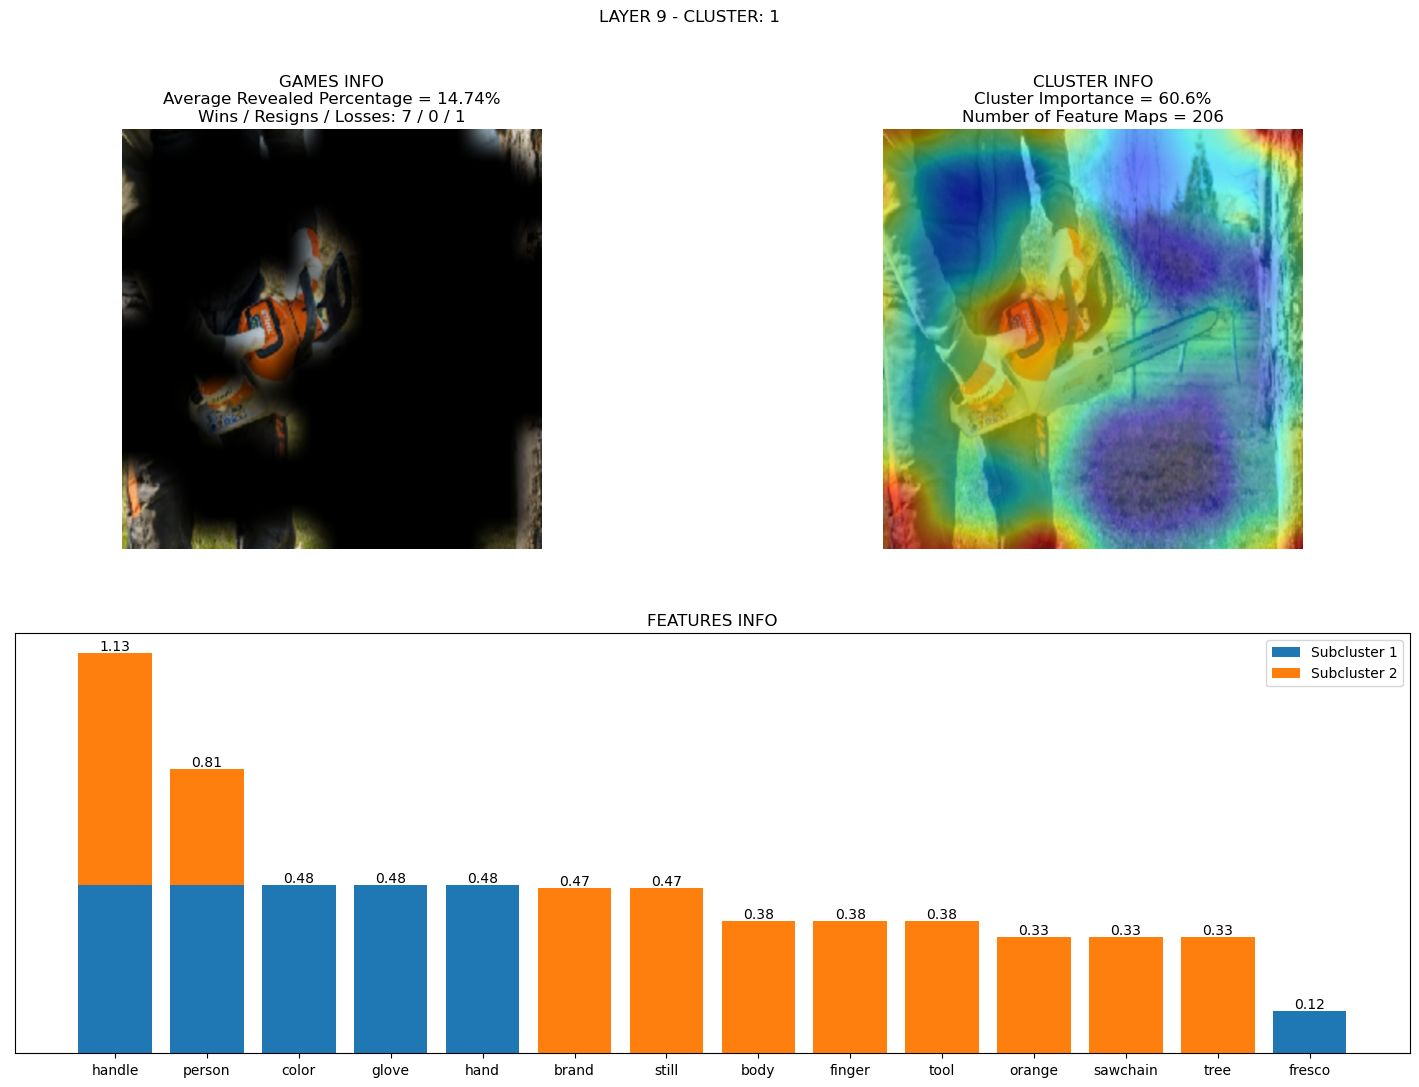 LAYER 9 - CLUSTER: 1
GAMES INFO
Average Revealed Percentage = 14.74%
Wins / Resigns / Losses: 7 / 0 / 1
CLUSTER INFO
Cluster Importance = 60.6%
Number of Feature Maps = 206
FEATURES INFO
Subcluster 1
Subcluster 2
1.13
0.81
0.48
0.48
0.48
0.47
0.47
0.38
0.38
0.38
0.33
0.33
0.33
0.12
handle person color glove hand brand still body finger tool orange sawchain tree fresco